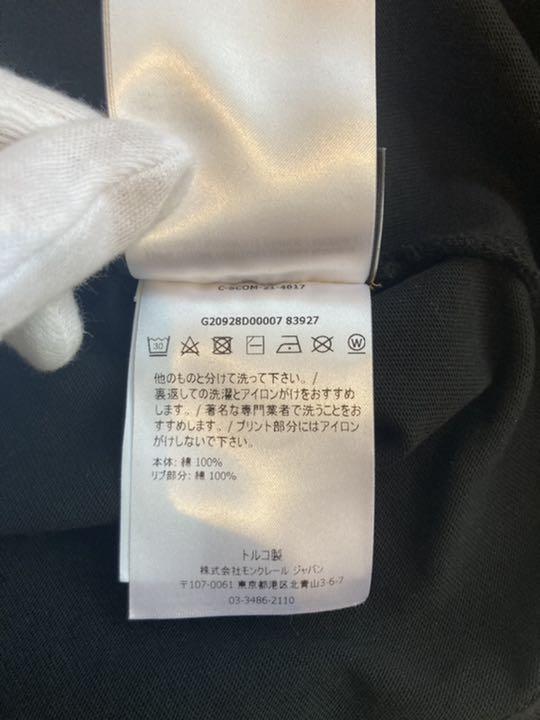 C-SCOM-21-4817
G20928D00007 83927
30
W
他のものと分けて洗って下さい。/
裏返しての洗濯とアイロンがけをおすすめ
します。/ 著名な専門業者で洗うことをお
すすめします。/ プリント部分にはアイロン
がけしないで下さい。
本体: 綿 100%
リブ部分: 綿 100%
トルコ製
株式会社モンクレール ジャパン
〒107-0061 東京都港区北青山3-6-7
03-3486-2110